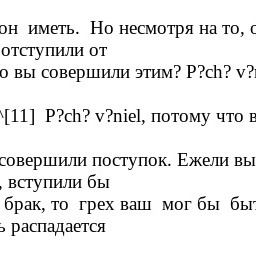 он иметь. Но несмотря на то,
отступили от
о вы совершили этим? P?ch? v?
^[11] P?ch? v?niel, потому что
совершили поступок. Ежели вы
, вступили бы
брак, то грех ваш мог бы
распадается